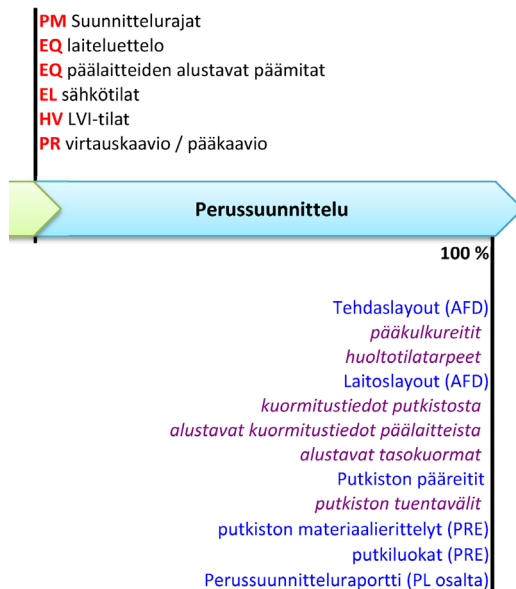 PM Suunnittelurajat
EQ laiteluettelo
EQ päälaitteiden alustavat päämitat
EL sähkötilat
HV LVI-tilat
PR virtauskaavio / pääkaavio
Perussuunnittelu
100 %
Tehdaslayout (AFD)
pääkulkureitit
huoltotilatarpeet
Laitoslayout (AFD)
kuormitustiedot putkistosta
alustavat kuormitustiedot päälaitteista
alustavat tasokuormat
Putkiston pääreitit
putkiston tuentavälit
putkiston materiaalierittelyt (PRE)
putkiluokat (PRE)
Perussuunnitteluraportti (PL osalta)